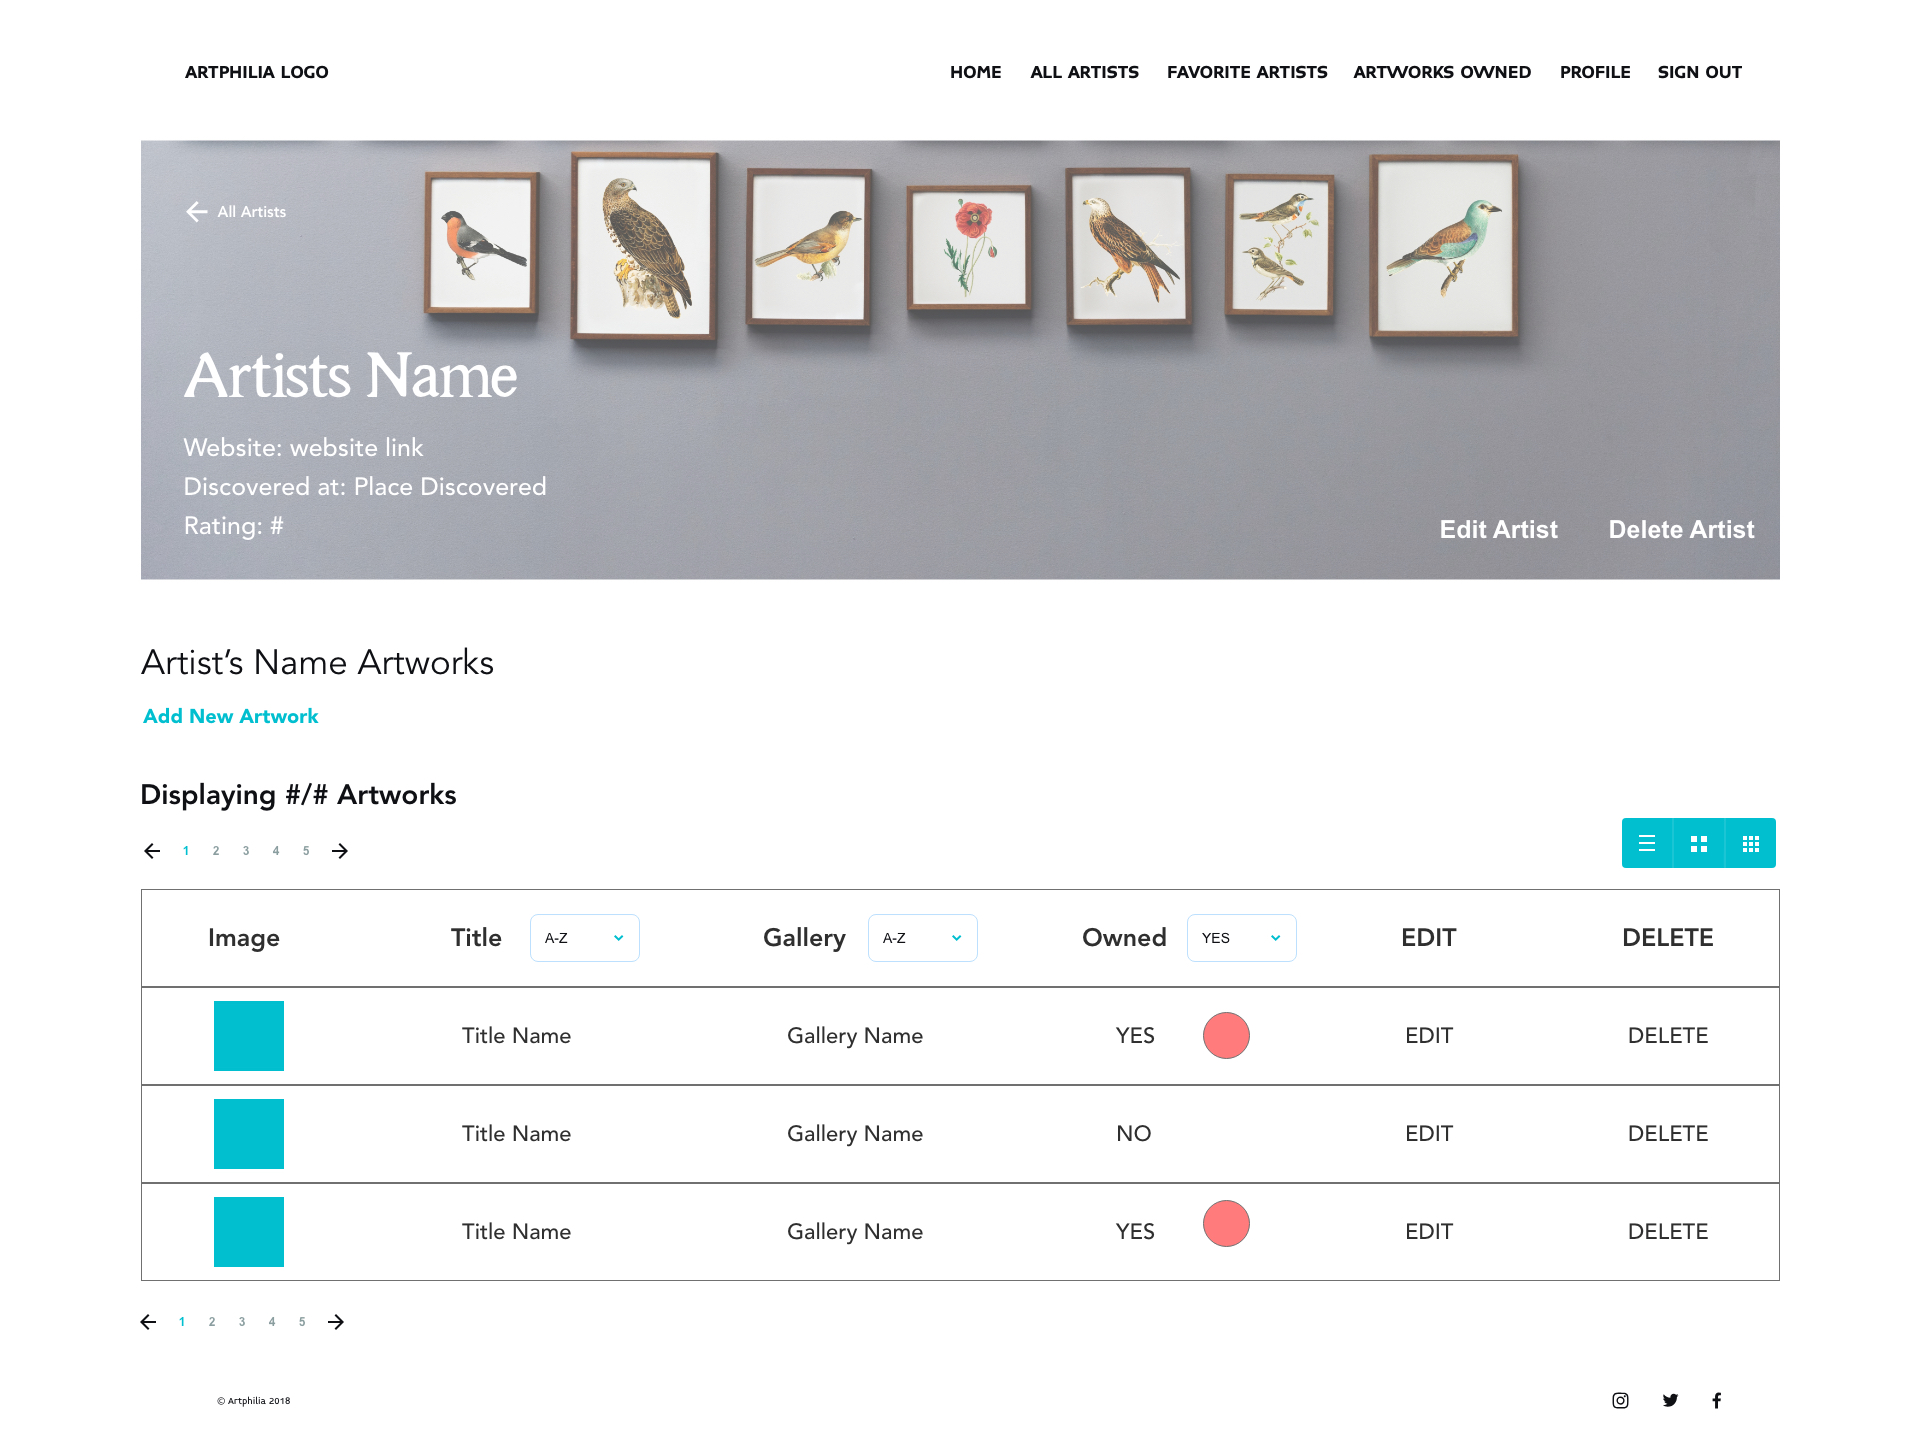 ARTPHILIA LOGO HOME ALL ARTISTS FAVORITE ARTISTS ARTWORKS OWNED PROFILE SIGN OUT
All Artists
Artists Name
Website: website link
Discovered at: Place Discovered
Rating: #
Edit Artist Delete Artist
Artist’s Name Artworks
Add New Artwork
Displaying #/# Artworks
1 2 3 4 5
Image Title A-Z Gallery A-Z Owned YES EDIT DELETE
Title Name Gallery Name YES EDIT DELETE
Title Name Gallery Name NO EDIT DELETE
Title Name Gallery Name YES EDIT DELETE
1 2 3 4 5
© Artphilia 2018